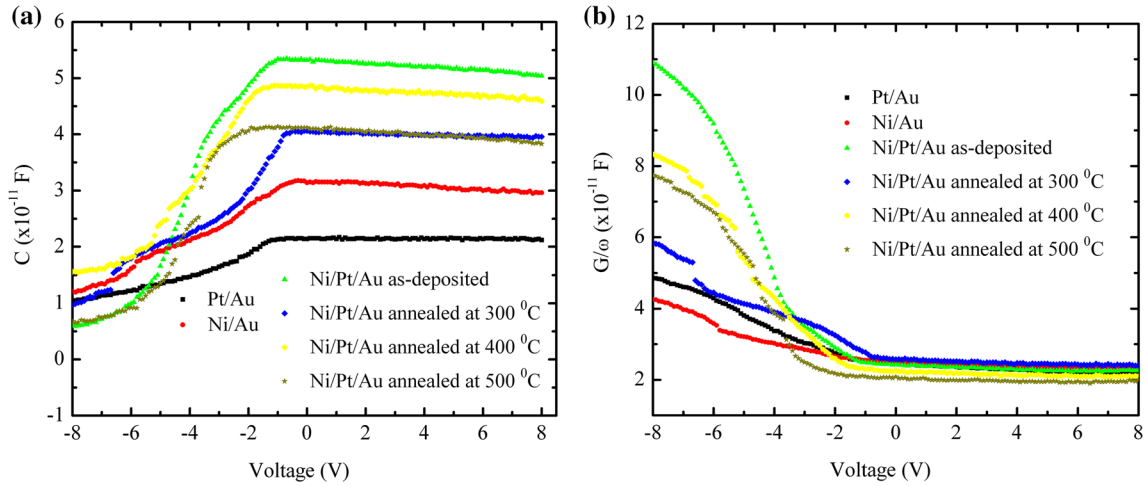 (a)
C (x10⁻¹¹ F)
6
5
4
3
2
1
0
-1
-8 -6 -4 -2 0 2 4 6 8
Voltage (V)
Pt/Au
Ni/Au
Ni/Pt/Au as-deposited
Ni/Pt/Au annealed at 300 ⁰C
Ni/Pt/Au annealed at 400 ⁰C
Ni/Pt/Au annealed at 500 ⁰C
(b)
G/ω (x10⁻¹¹ F)
12
10
8
6
4
2
-8 -6 -4 -2 0 2 4 6 8
Voltage (V)
Pt/Au
Ni/Au
Ni/Pt/Au as-deposited
Ni/Pt/Au annealed at 300 ⁰C
Ni/Pt/Au annealed at 400 ⁰C
Ni/Pt/Au annealed at 500 ⁰C